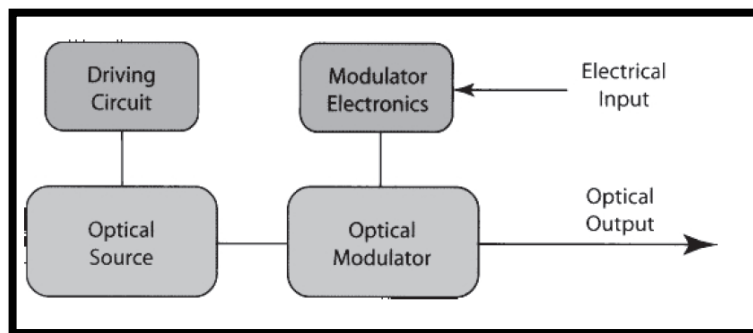 Driving
Circuit
Modulator
Electronics
Electrical
Input
Optical
Source
Optical
Modulator
Optical
Output